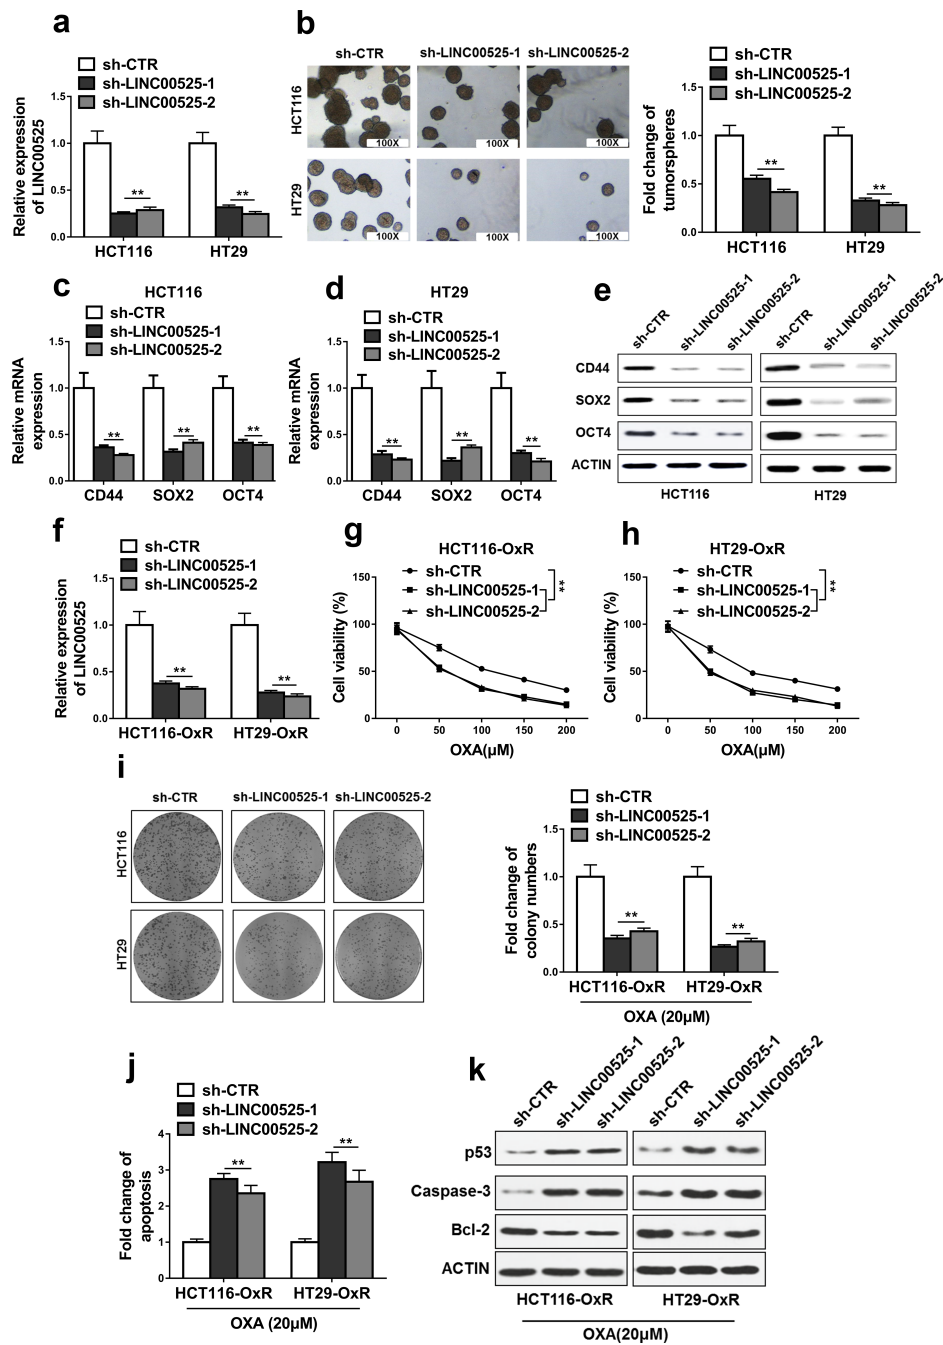 a
sh-CTR
sh-LINC00525-1
sh-LINC00525-2
Relative expression
of LINC00525
1.5
1.0
0.5
0.0
**
**
HCT116
HT29
b
sh-CTR
sh-LINC00525-1
sh-LINC00525-2
HCT116
100X
100X
100X
HT29
100X
100X
100X
sh-CTR
sh-LINC00525-1
sh-LINC00525-2
Fold change of
tumorspheres
1.5
1.0
0.5
0.0
**
**
HCT116
HT29
c
HCT116
sh-CTR
sh-LINC00525-1
sh-LINC00525-2
Relative mRNA
expression
1.5
1.0
0.5
0.0
**
**
**
CD44
SOX2
OCT4
d
HT29
sh-CTR
sh-LINC00525-1
sh-LINC00525-2
Relative mRNA
expression
1.5
1.0
0.5
0.0
**
**
**
CD44
SOX2
OCT4
e
sh-CTR
sh-LINC00525-1
sh-LINC00525-2
sh-CTR
sh-LINC00525-1
sh-LINC00525-2
CD44
SOX2
OCT4
ACTIN
HCT116
HT29
f
sh-CTR
sh-LINC00525-1
sh-LINC00525-2
Relative expression
of LINC00525
1.5
1.0
0.5
0.0
**
**
HCT116-OxR
HT29-OxR
g
HCT116-OxR
sh-CTR
sh-LINC00525-1
sh-LINC00525-2
**
Cell viability (%)
150
100
50
0
0 50 100 150 200
OXA(µM)
h
HT29-OxR
sh-CTR
sh-LINC00525-1
sh-LINC00525-2
**
Cell viability (%)
150
100
50
0
0 50 100 150 200
OXA(µM)
i
sh-CTR
sh-LINC00525-1
sh-LINC00525-2
HCT116
HT29
sh-CTR
sh-LINC00525-1
sh-LINC00525-2
Fold change of
colony numbers
1.5
1.0
0.5
0.0
**
**
HCT116-OxR
HT29-OxR
OXA (20µM)
j
sh-CTR
sh-LINC00525-1
sh-LINC00525-2
Fold change of
apoptosis
4
3
2
1
0
**
**
HCT116-OxR
HT29-OxR
OXA (20µM)
k
sh-CTR
sh-LINC00525-1
sh-LINC00525-2
sh-CTR
sh-LINC00525-1
sh-LINC00525-2
p53
Caspase-3
Bcl-2
ACTIN
HCT116-OxR
HT29-OxR
OXA(20µM)